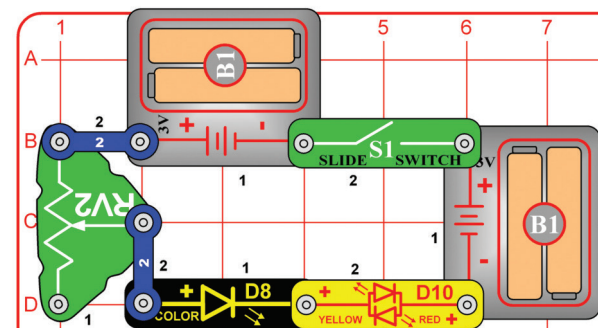 1 5 6 7
A
B1
2 3V + -
B 2 S1
SLIDE SWITCH 3V
1 2 +
RV2
C B1
2 1
-
2 1 2
+ D8 + D10
D COLOR YELLOW RED +
1